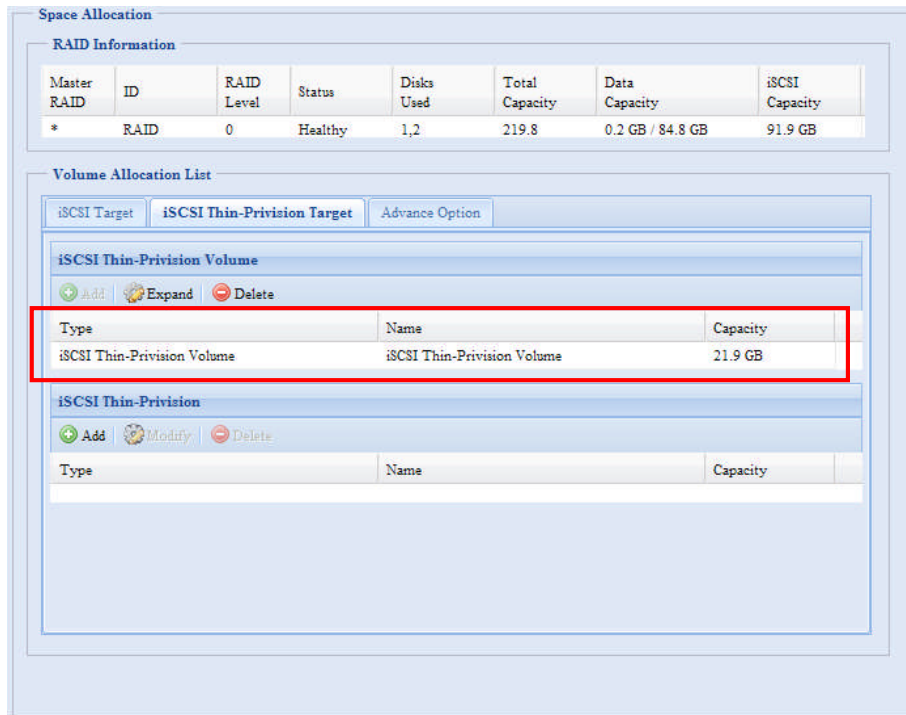 Space Allocation
RAID Information
Master RAID ID RAID Level Status Disks Used Total Capacity Data Capacity iSCSI Capacity
* RAID 0 Healthy 1,2 219.8 0.2 GB / 84.8 GB 91.9 GB
Volume Allocation List
iSCSI Target iSCSI Thin-Privision Target Advance Option
iSCSI Thin-Privision Volume
Add Expand Delete
Type Name Capacity
iSCSI Thin-Privision Volume iSCSI Thin-Privision Volume 21.9 GB
iSCSI Thin-Privision
Add Modify Delete
Type Name Capacity